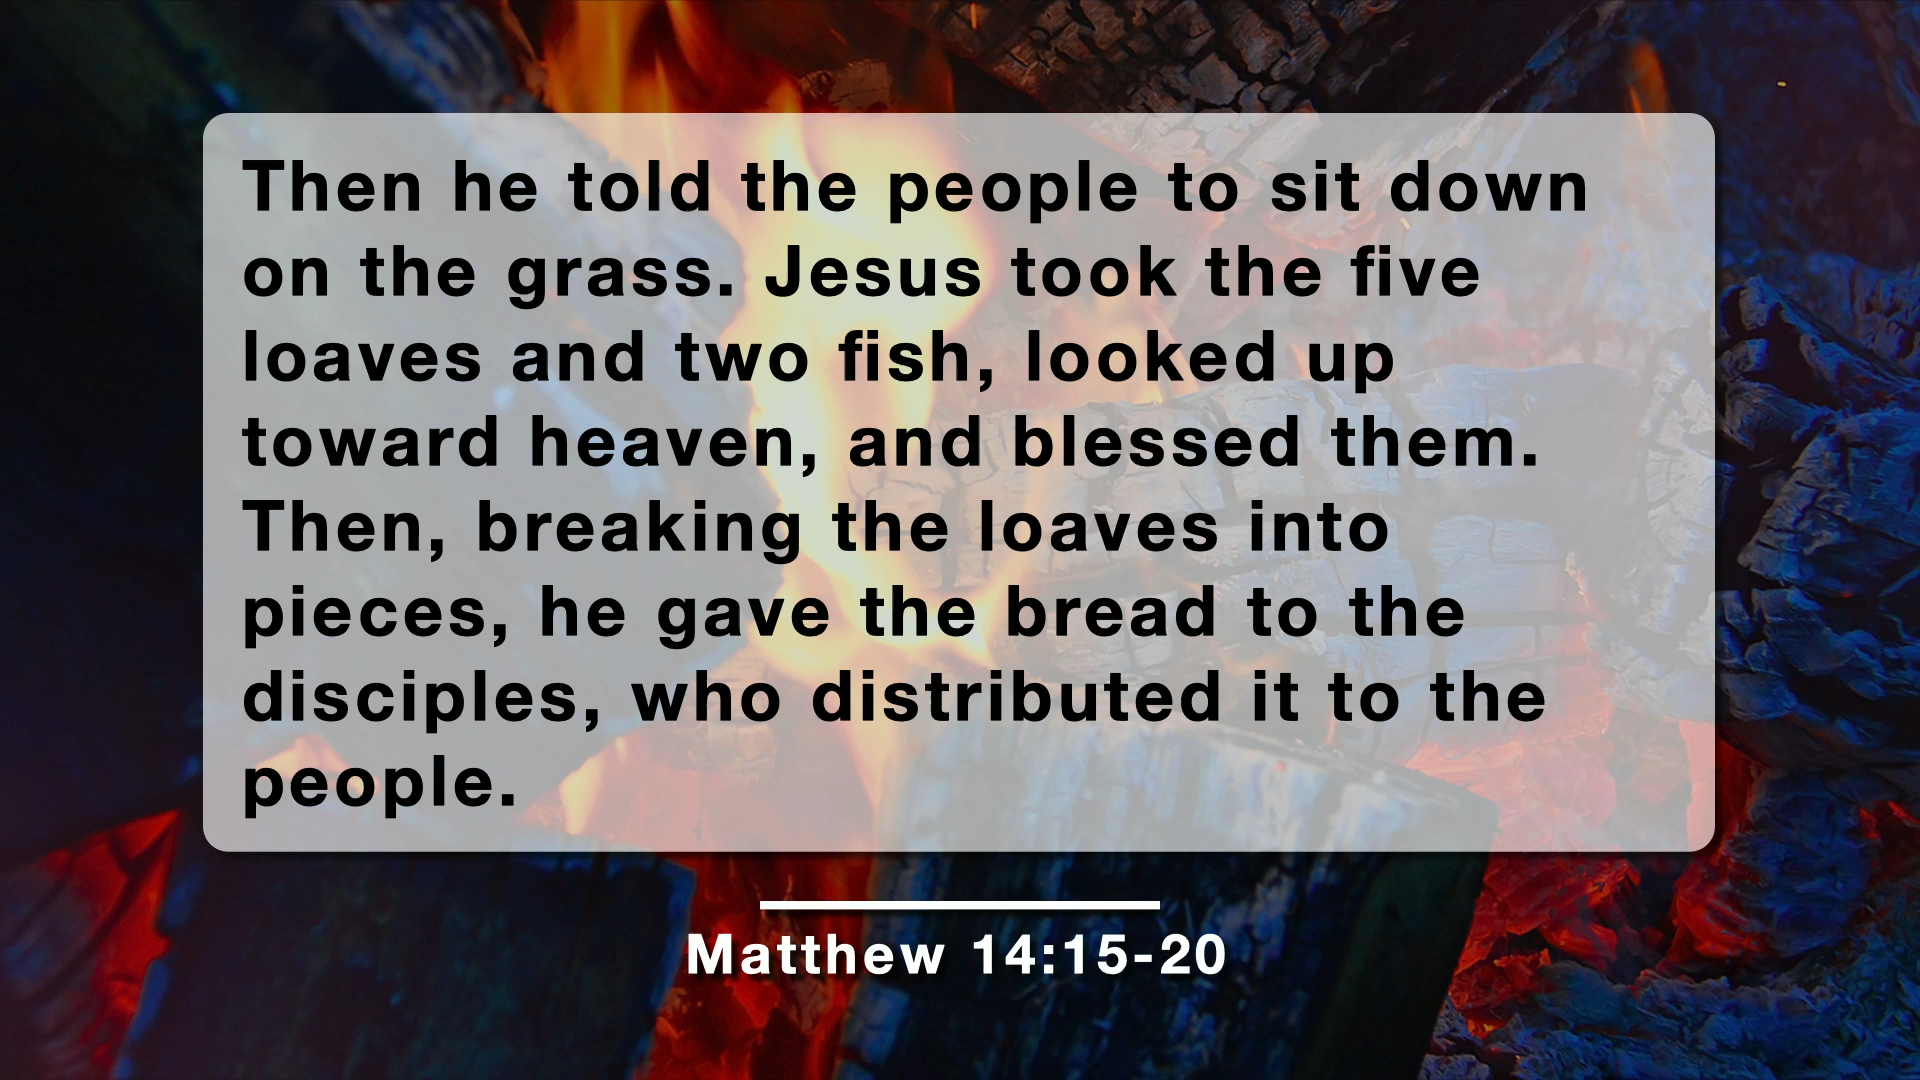 Then he told the people to sit down
on the grass. Jesus took the five
loaves and two fish, looked up
toward heaven, and blessed them.
Then, breaking the loaves into
pieces, he gave the bread to the
disciples, who distributed it to the
people.
Matthew 14:15-20